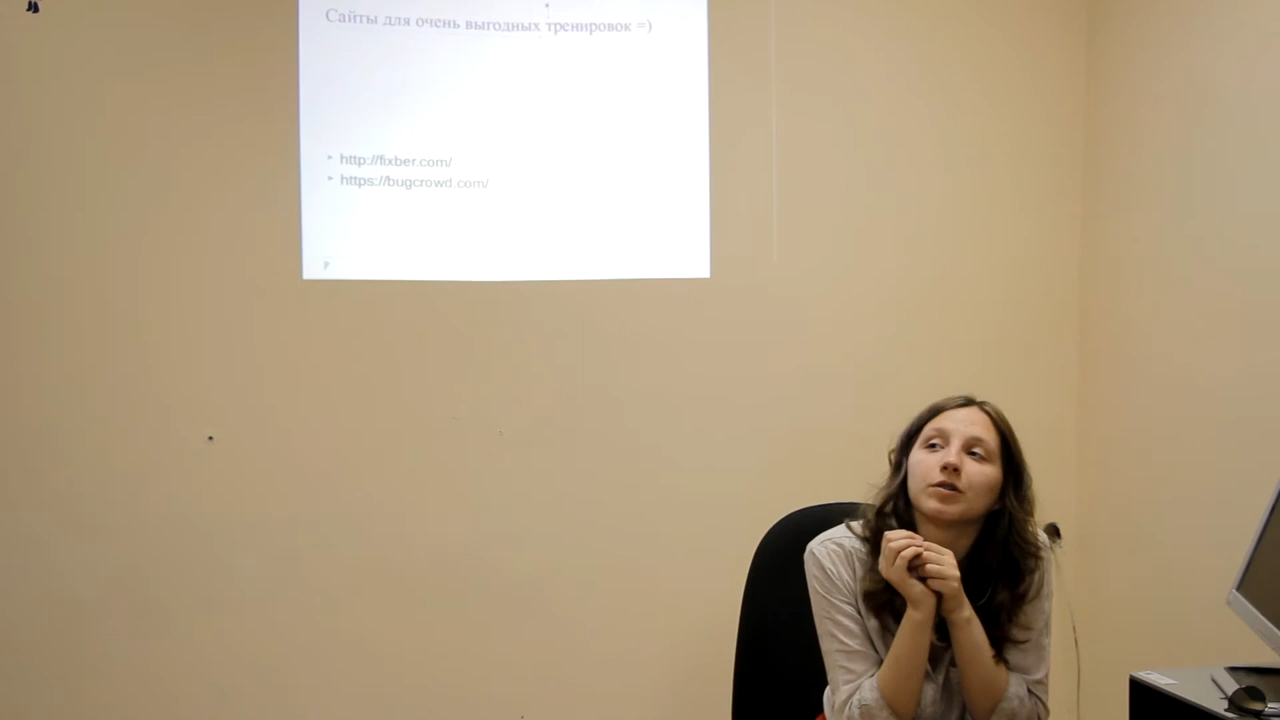 Сайты для очень выгодных тренировок =)
http://fixber.com/
https://bugcrowd.com/